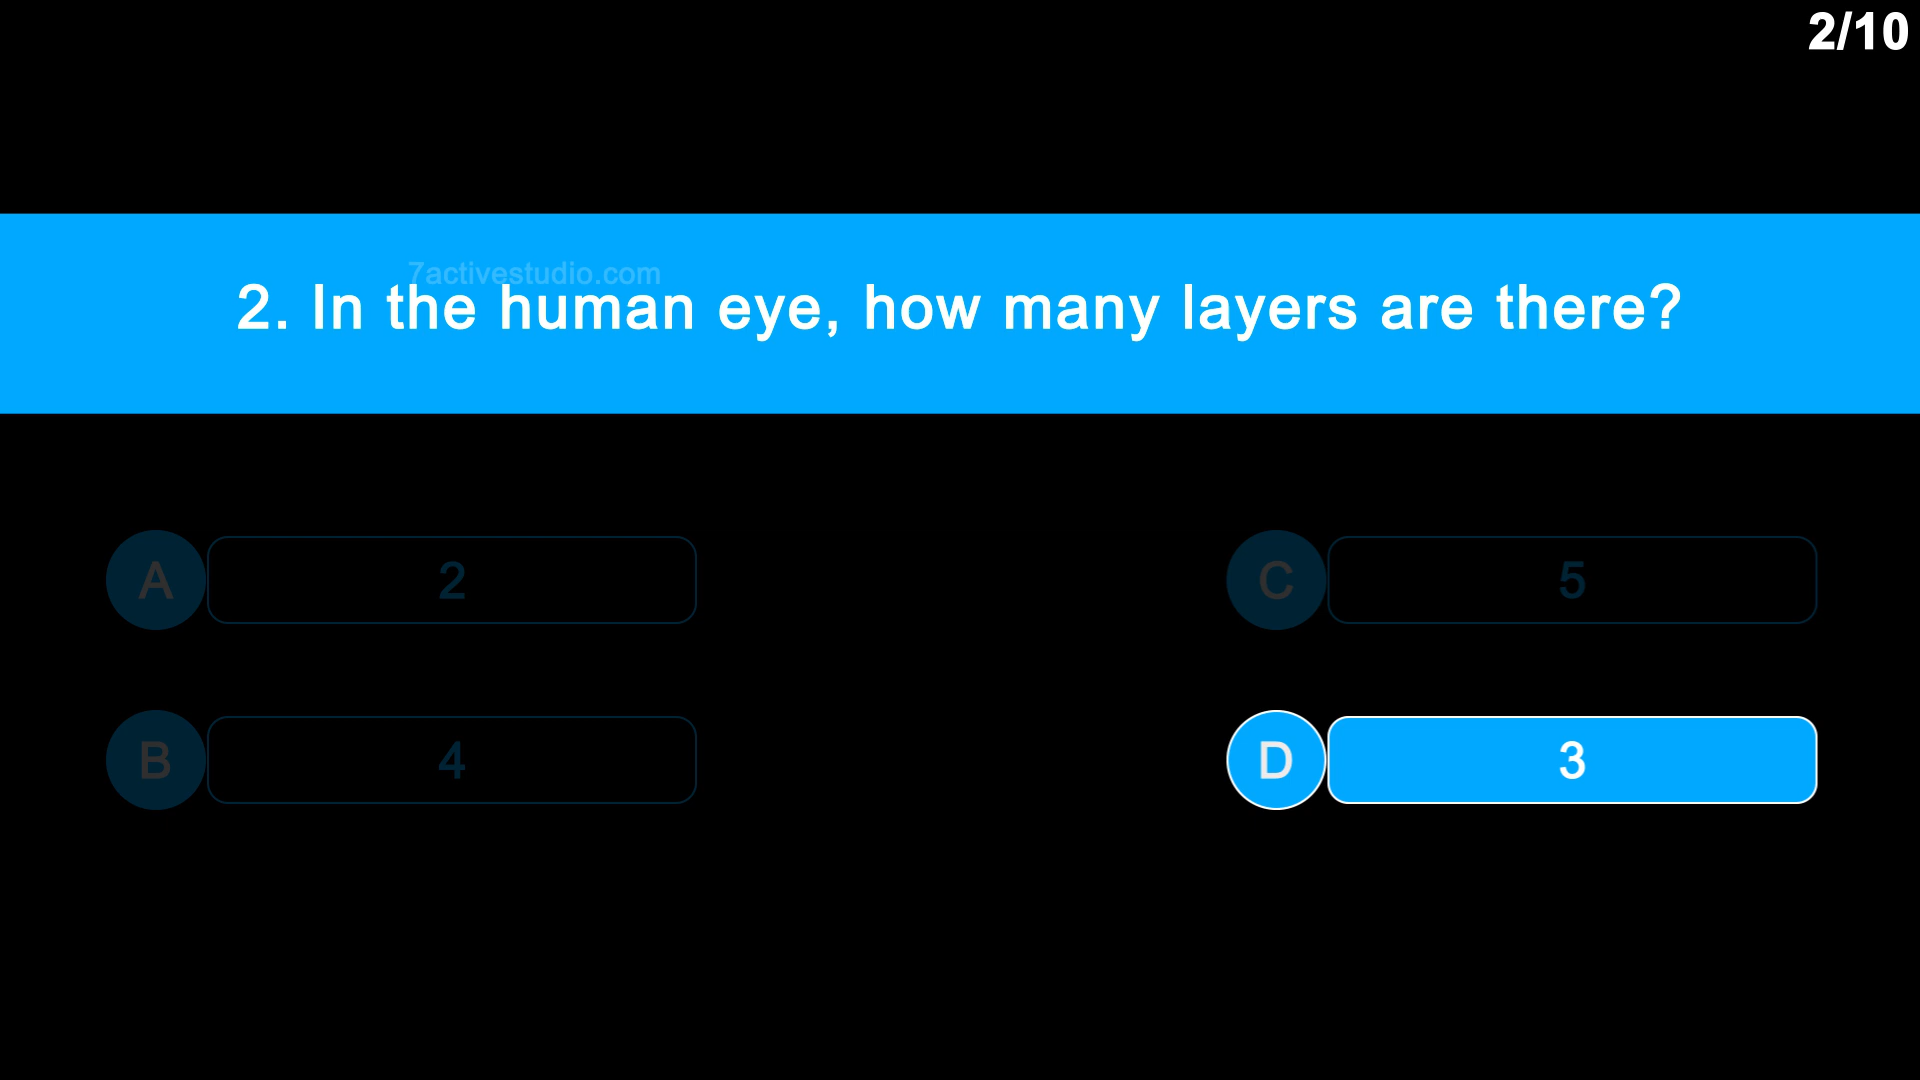 2/10
7activestudio.com
2. In the human eye, how many layers are there?
A 2
C 5
B 4
D 3